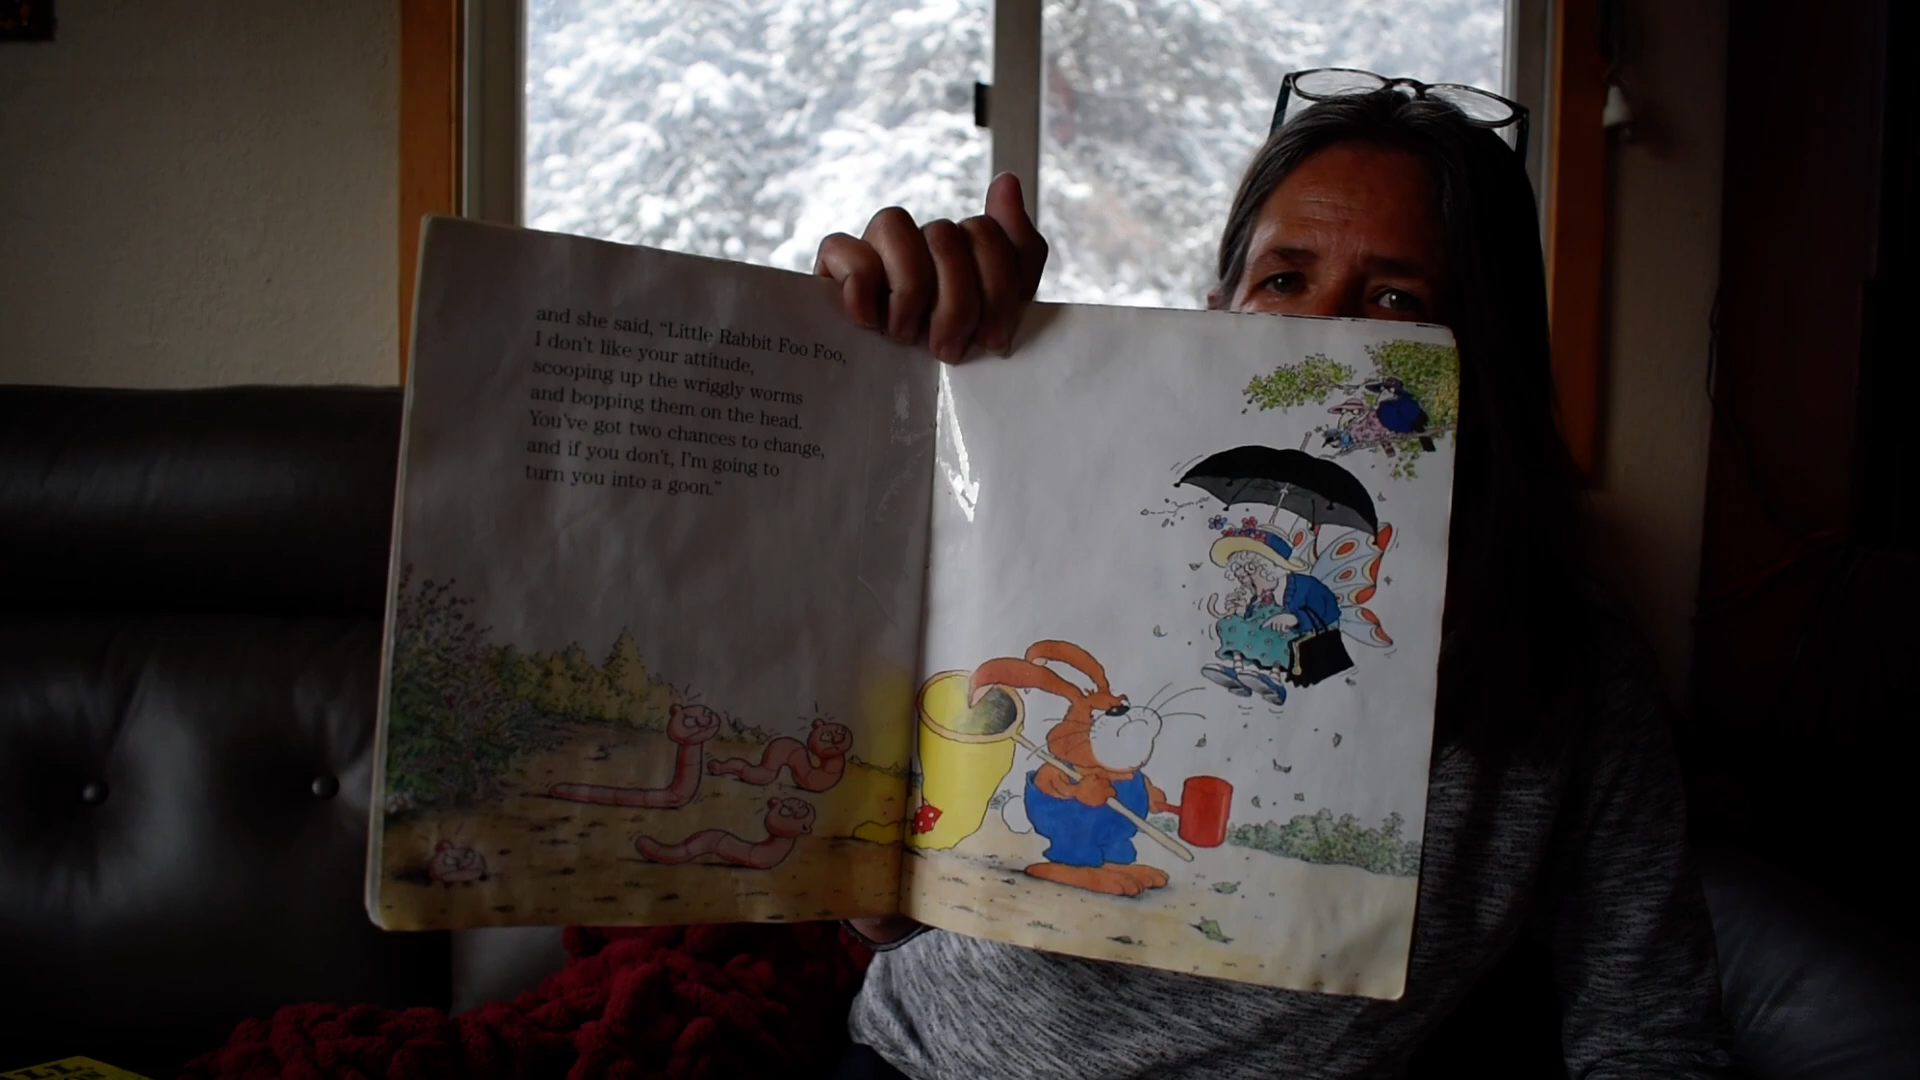 and she said, “Little Rabbit Foo Foo,
I don't like your attitude,
scooping up the wriggly worms
and bopping them on the head.
You've got two chances to change,
and if you don't, I'm going to
turn you into a goon.”